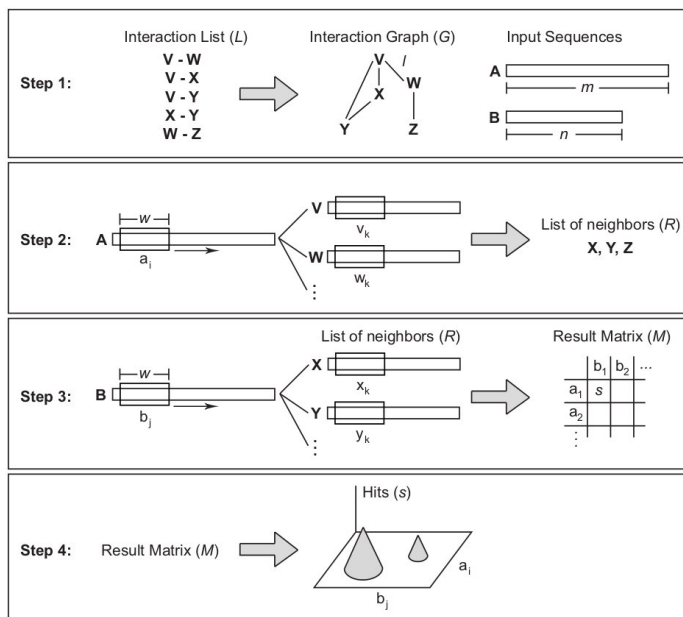 Step 1:
Interaction List (L)
V - W
V - X
V - Y
X - Y
W - Z
Interaction Graph (G)
V
l
W
X
Y
Z
Input Sequences
A
m
B
n
Step 2:
w
A
a_i
V
v_k
W
w_k
⋮
List of neighbors (R)
X, Y, Z
Step 3:
w
B
b_j
List of neighbors (R)
X
x_k
Y
y_k
⋮
Result Matrix (M)
b_1 b_2 ...
a_1 s
a_2
⋮
Step 4:
Result Matrix (M)
Hits (s)
a_i
b_j